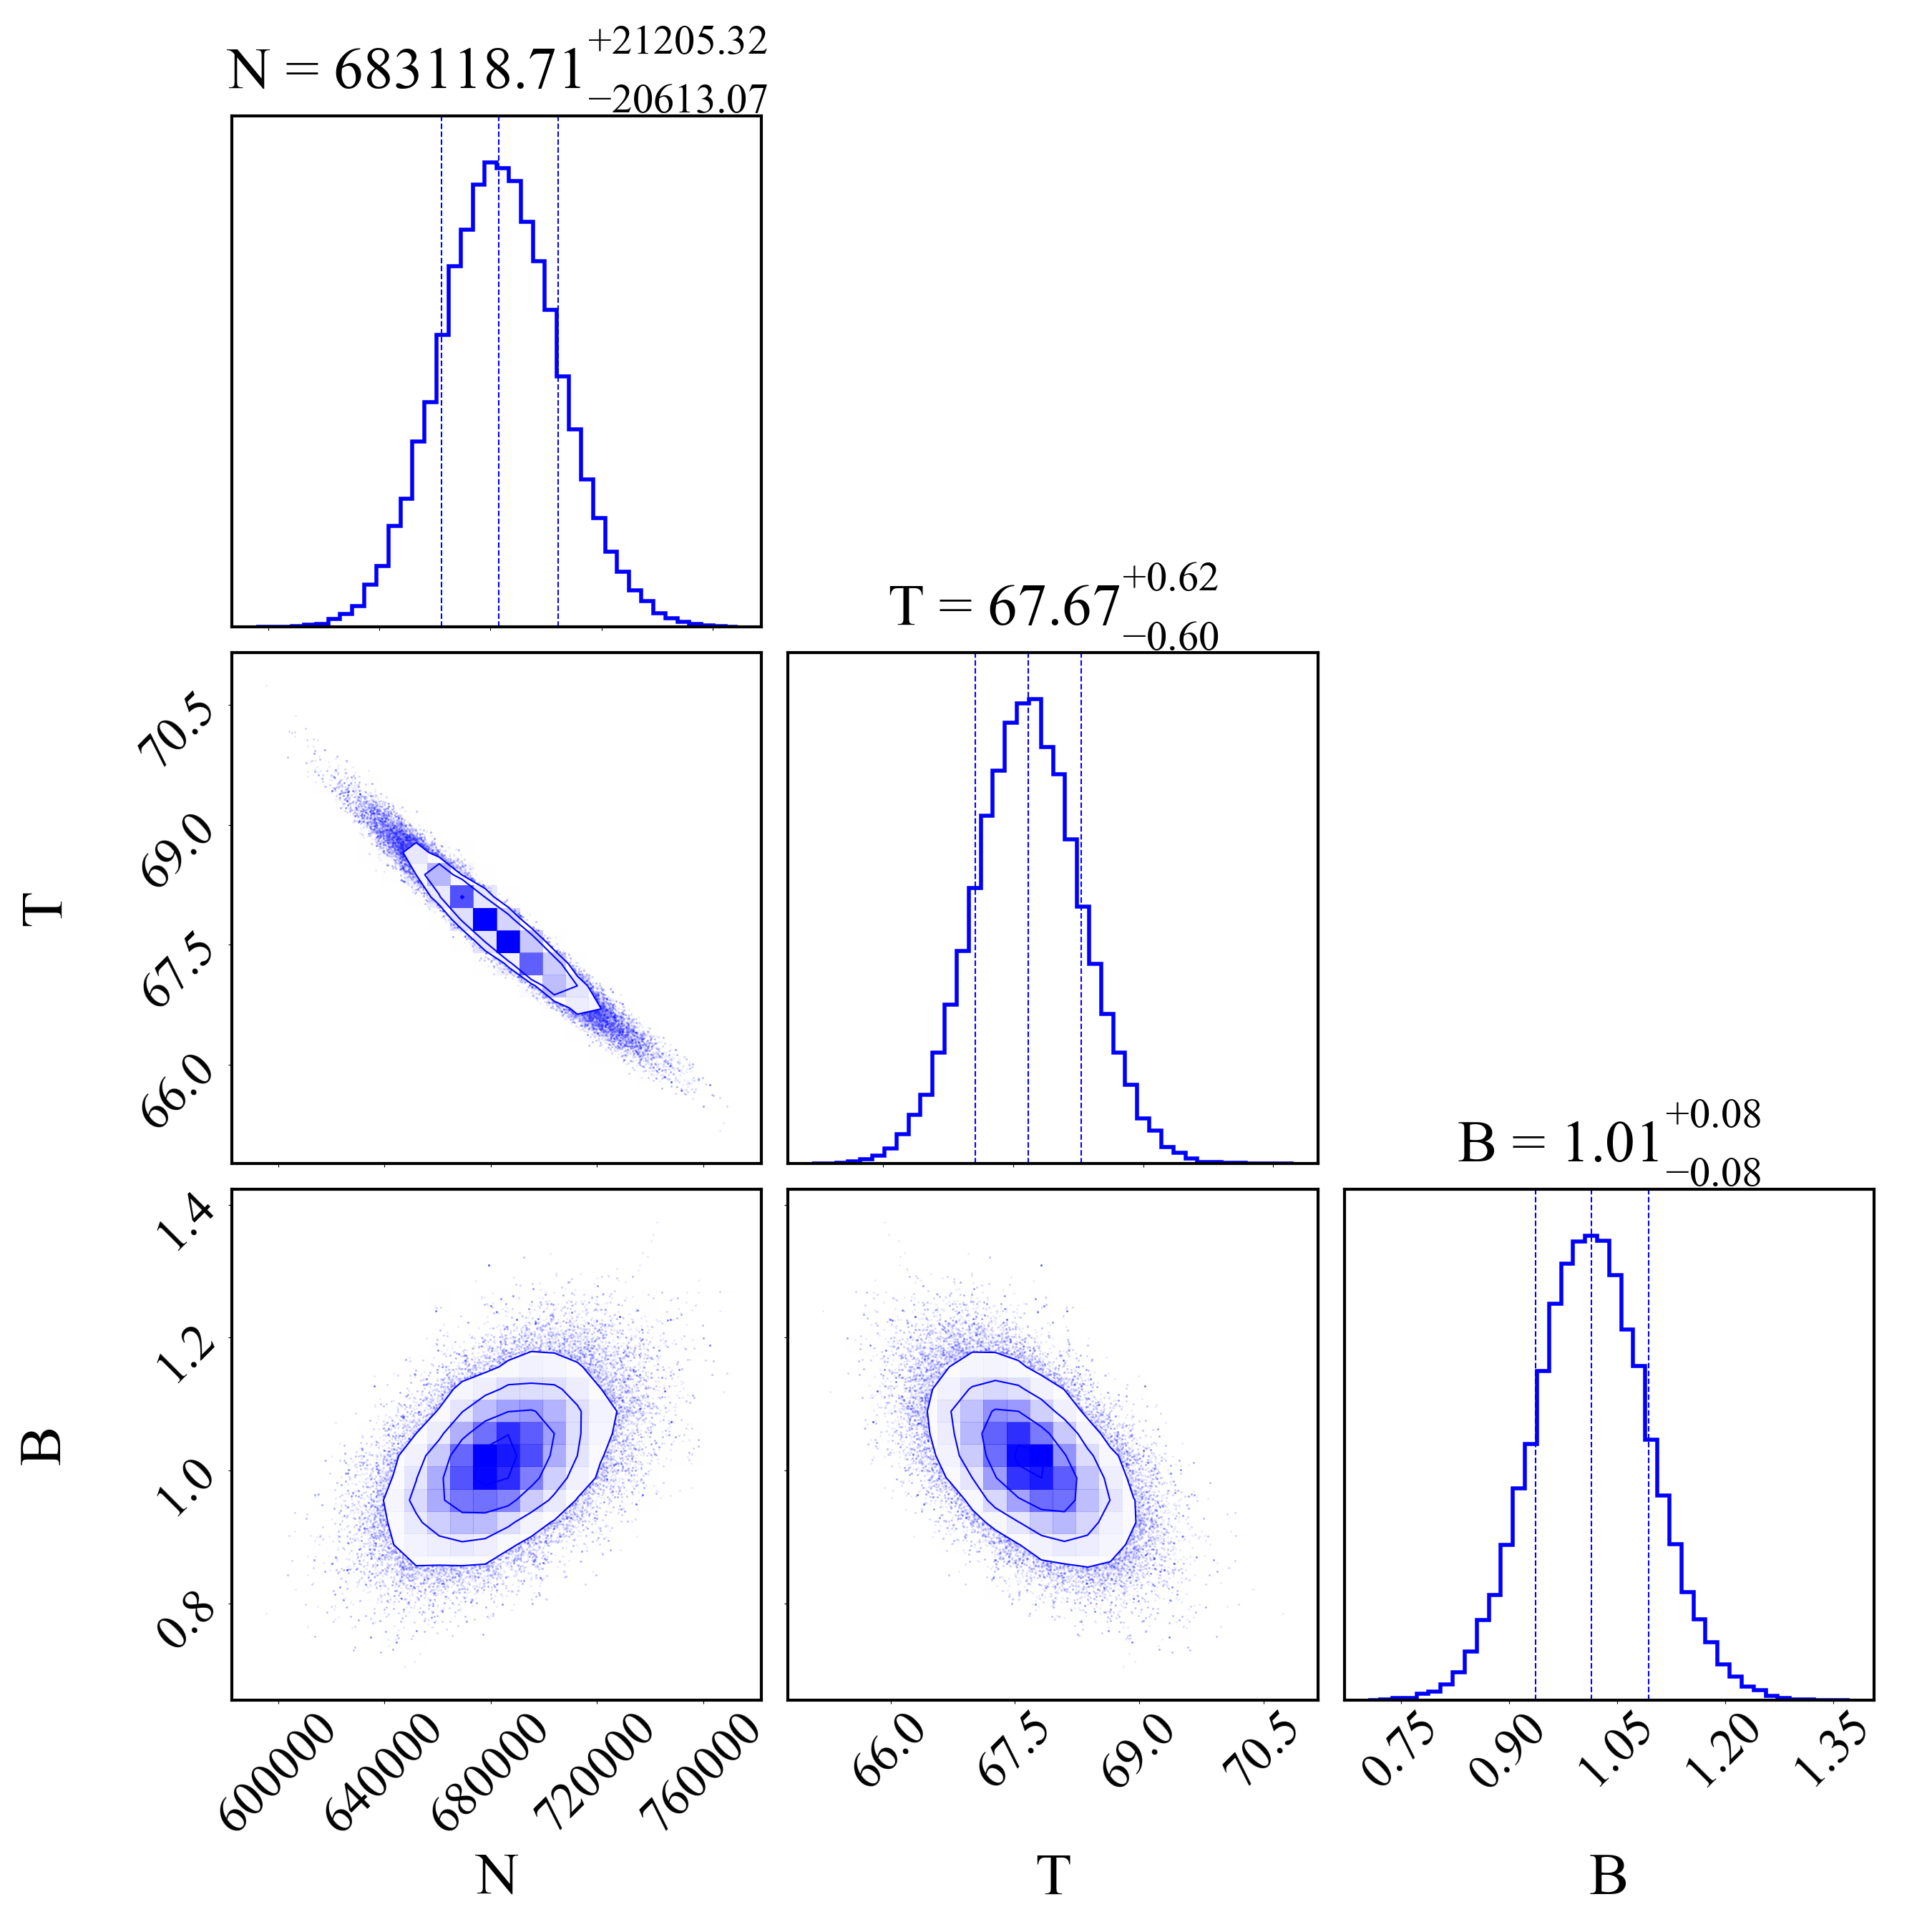 N = 683118.71 +21205.32 −20613.07
T = 67.67 +0.62 −0.60
70.5
69.0
67.5
66.0
T
B = 1.01 +0.08 −0.08
1.4
1.2
1.0
0.8
B
600000 640000 680000 720000 760000
66.0 67.5 69.0 70.5
0.75 0.90 1.05 1.20 1.35
N T B